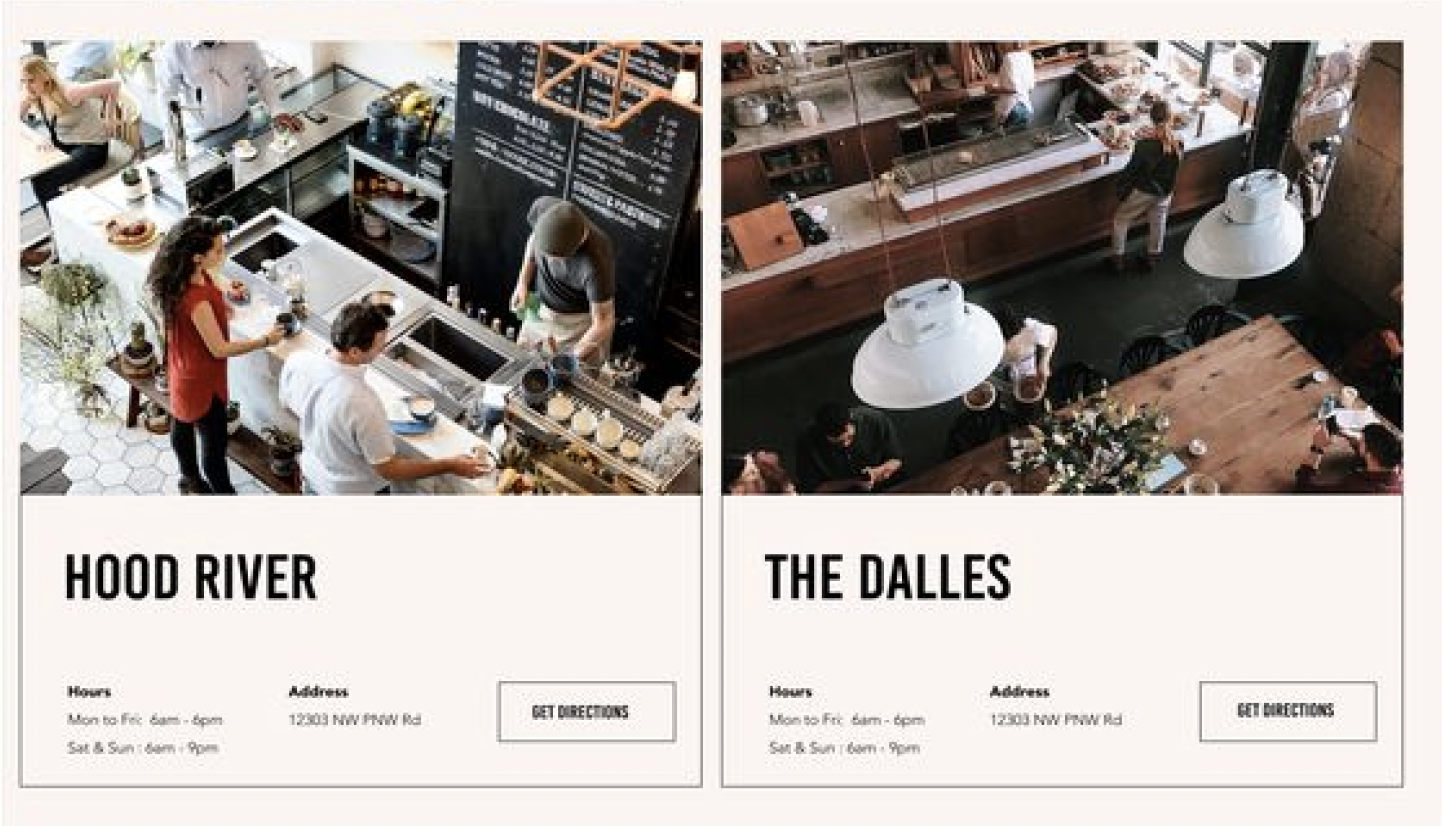 HOT CHOCOLATE
HOOD RIVER
Hours
Mon to Fri: 6am - 6pm
Sat & Sun : 6am - 9pm
Address
12303 NW PNW Rd
GET DIRECTIONS
THE DALLES
Hours
Mon to Fri: 6am - 6pm
Sat & Sun : 6am - 9pm
Address
12303 NW PNW Rd
GET DIRECTIONS